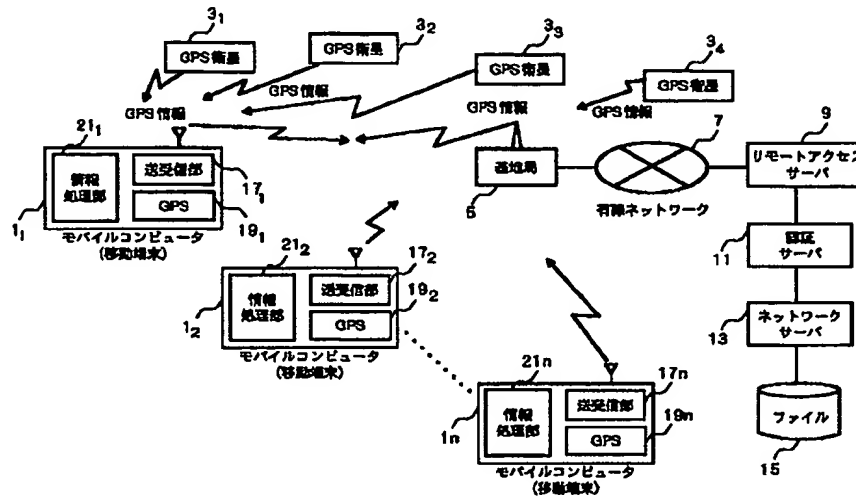 3₁
GPS衛星
3₂
GPS衛星
3₃
GPS衛星
3₄
GPS衛星
GPS情報
GPS情報
GPS情報
GPS情報
21₁
情報
処理部
送受信部
17₁
GPS
19₁
1₁
モバイルコンピュータ
(移動端末)
基地局
5
7
有線ネットワーク
9
リモートアクセス
サーバ
11
認証
サーバ
13
ネットワーク
サーバ
ファイル
15
21₂
情報
処理部
送受信部
17₂
GPS
19₂
1₂
モバイルコンピュータ
(移動端末)
21n
情報
処理部
送受信部
17n
GPS
19n
1n
モバイルコンピュータ
(移動端末)